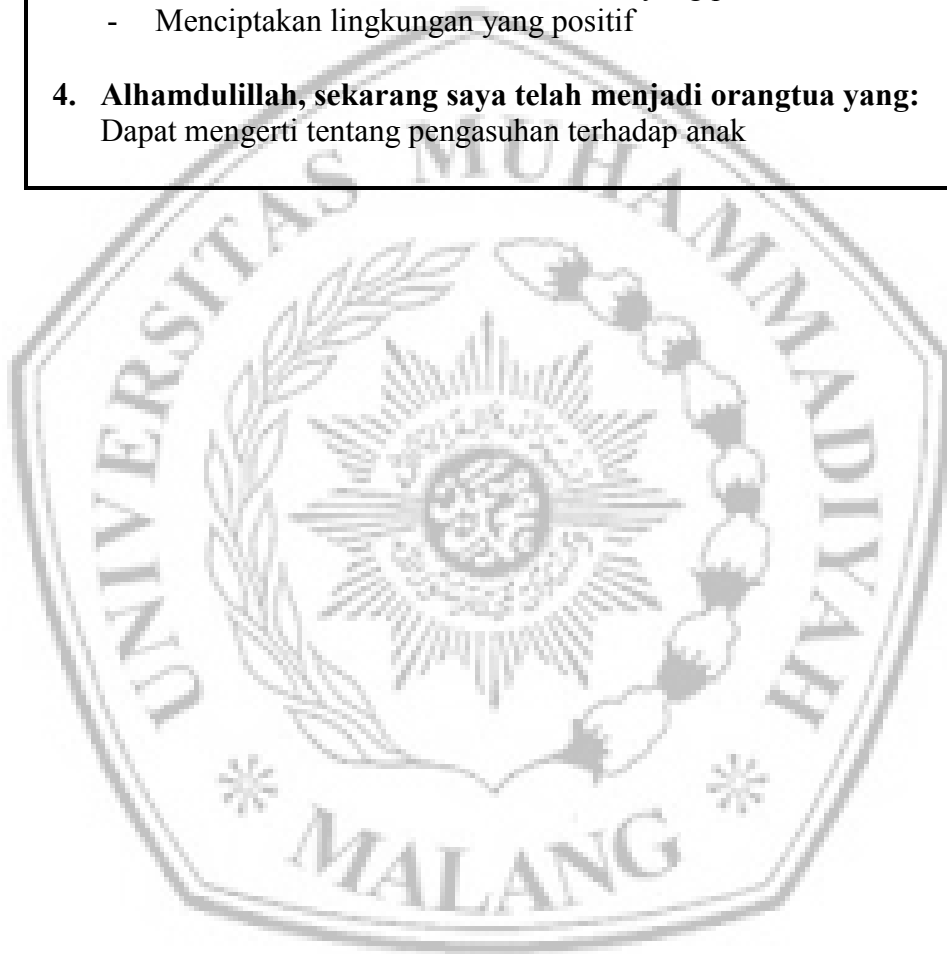 - Menciptakan lingkungan yang positif
4. Alhamdulillah, sekarang saya telah menjadi orangtua yang:
Dapat mengerti tentang pengasuhan terhadap anak
UNIVERSITAS MUHAMMADIYAH
MALANG